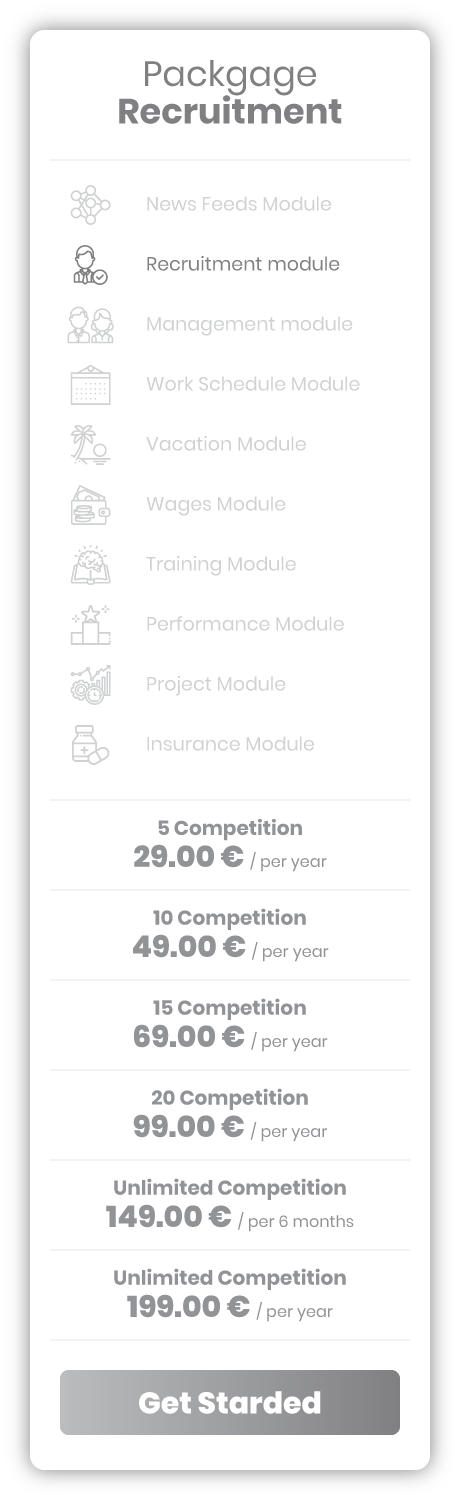 Packgage
Recruitment
News Feeds Module
Recruitment module
Management module
Work Schedule Module
Vacation Module
Wages Module
Training Module
Performance Module
Project Module
Insurance Module
5 Competition
29.00 € / per year
10 Competition
49.00 € / per year
15 Competition
69.00 € / per year
20 Competition
99.00 € / per year
Unlimited Competition
149.00 € / per 6 months
Unlimited Competition
199.00 € / per year
Get Starded